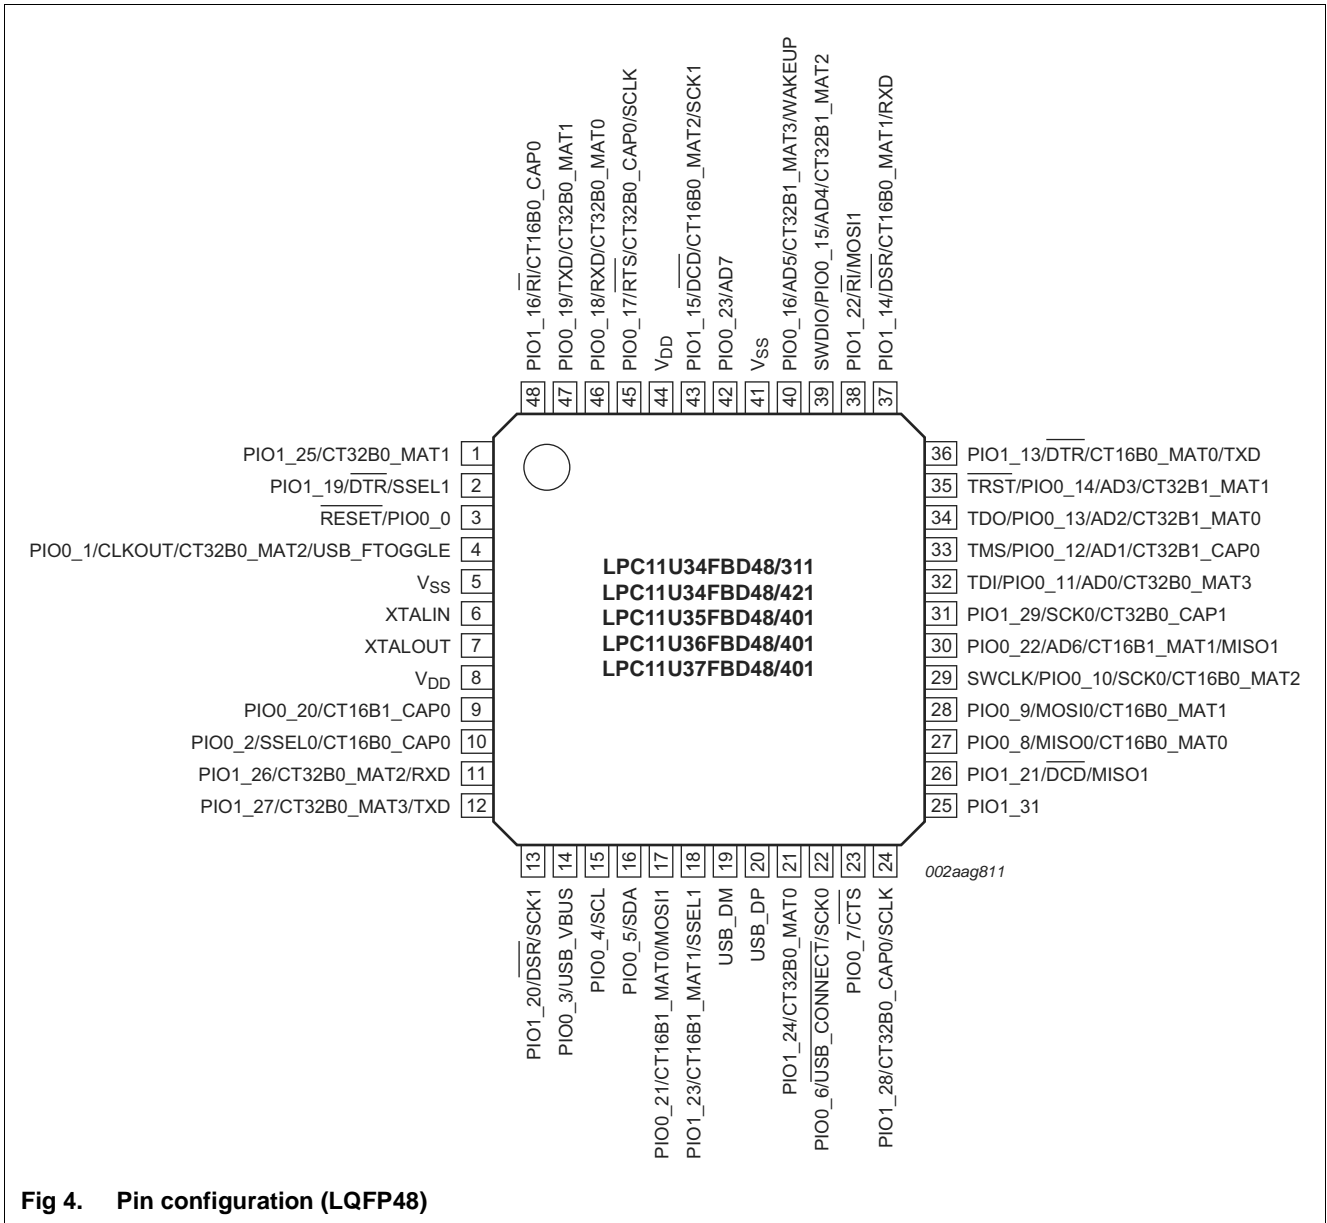 PIO1_16/RI/CT16B0_CAP0
PIO0_19/TXD/CT32B0_MAT1
PIO0_18/RXD/CT32B0_MAT0
PIO0_17/RTS/CT32B0_CAP0/SCLK
VDD
PIO1_15/DCD/CT16B0_MAT2/SCK1
PIO0_23/AD7
VSS
PIO0_16/AD5/CT32B1_MAT3/WAKEUP
SWDIO/PIO0_15/AD4/CT32B1_MAT2
PIO1_22/RI/MOSI1
PIO1_14/DSR/CT16B0_MAT1/RXD
48
47
46
45
44
43
42
41
40
39
38
37
PIO1_25/CT32B0_MAT1 1
PIO1_19/DTR/SSEL1 2
RESET/PIO0_0 3
PIO0_1/CLKOUT/CT32B0_MAT2/USB_FTOGGLE 4
VSS 5
XTALIN 6
XTALOUT 7
VDD 8
PIO0_20/CT16B1_CAP0 9
PIO0_2/SSEL0/CT16B0_CAP0 10
PIO1_26/CT32B0_MAT2/RXD 11
PIO1_27/CT32B0_MAT3/TXD 12
LPC11U34FBD48/311
LPC11U34FBD48/421
LPC11U35FBD48/401
LPC11U36FBD48/401
LPC11U37FBD48/401
36 PIO1_13/DTR/CT16B0_MAT0/TXD
35 TRST/PIO0_14/AD3/CT32B1_MAT1
34 TDO/PIO0_13/AD2/CT32B1_MAT0
33 TMS/PIO0_12/AD1/CT32B1_CAP0
32 TDI/PIO0_11/AD0/CT32B0_MAT3
31 PIO1_29/SCK0/CT32B0_CAP1
30 PIO0_22/AD6/CT16B1_MAT1/MISO1
29 SWCLK/PIO0_10/SCK0/CT16B0_MAT2
28 PIO0_9/MOSI0/CT16B0_MAT1
27 PIO0_8/MISO0/CT16B0_MAT0
26 PIO1_21/DCD/MISO1
25 PIO1_31
13
14
15
16
17
18
19
20
21
22
23
24
PIO1_20/DSR/SCK1
PIO0_3/USB_VBUS
PIO0_4/SCL
PIO0_5/SDA
PIO0_21/CT16B1_MAT0/MOSI1
PIO1_23/CT16B1_MAT1/SSEL1
USB_DM
USB_DP
PIO1_24/CT32B0_MAT0
PIO0_6/USB_CONNECT/SCK0
PIO0_7/CTS
PIO1_28/CT32B0_CAP0/SCLK
002aag811
Fig 4. Pin configuration (LQFP48)